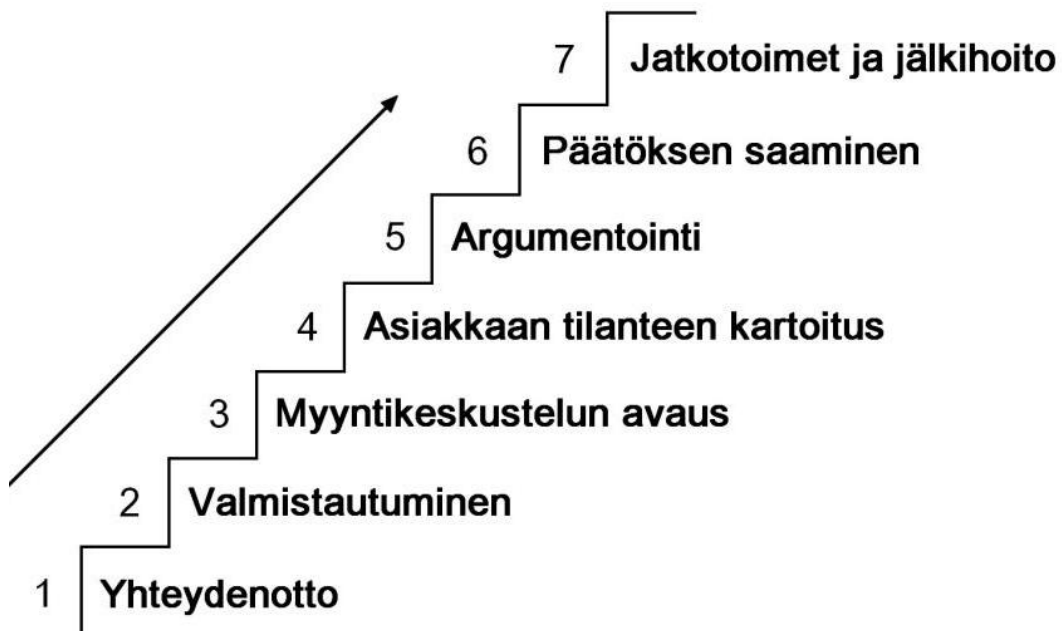 7 Jatkotoimet ja jälkihoito
6 Päätöksen saaminen
5 Argumentointi
4 Asiakkaan tilanteen kartoitus
3 Myyntikeskustelun avaus
2 Valmistautuminen
1 Yhteydenotto